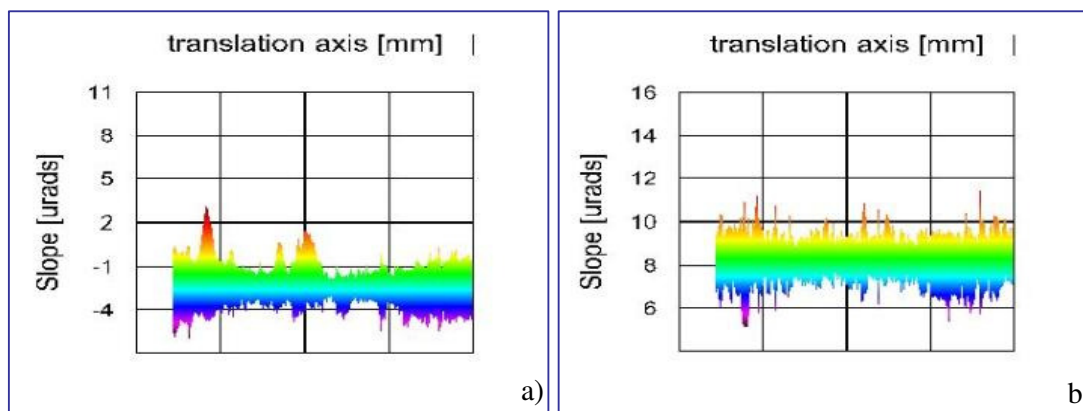 translation axis [mm]
11
8
5
2
-1
-4
Slope [urads]
a)
translation axis [mm]
16
14
12
10
8
6
Slope [urads]
b